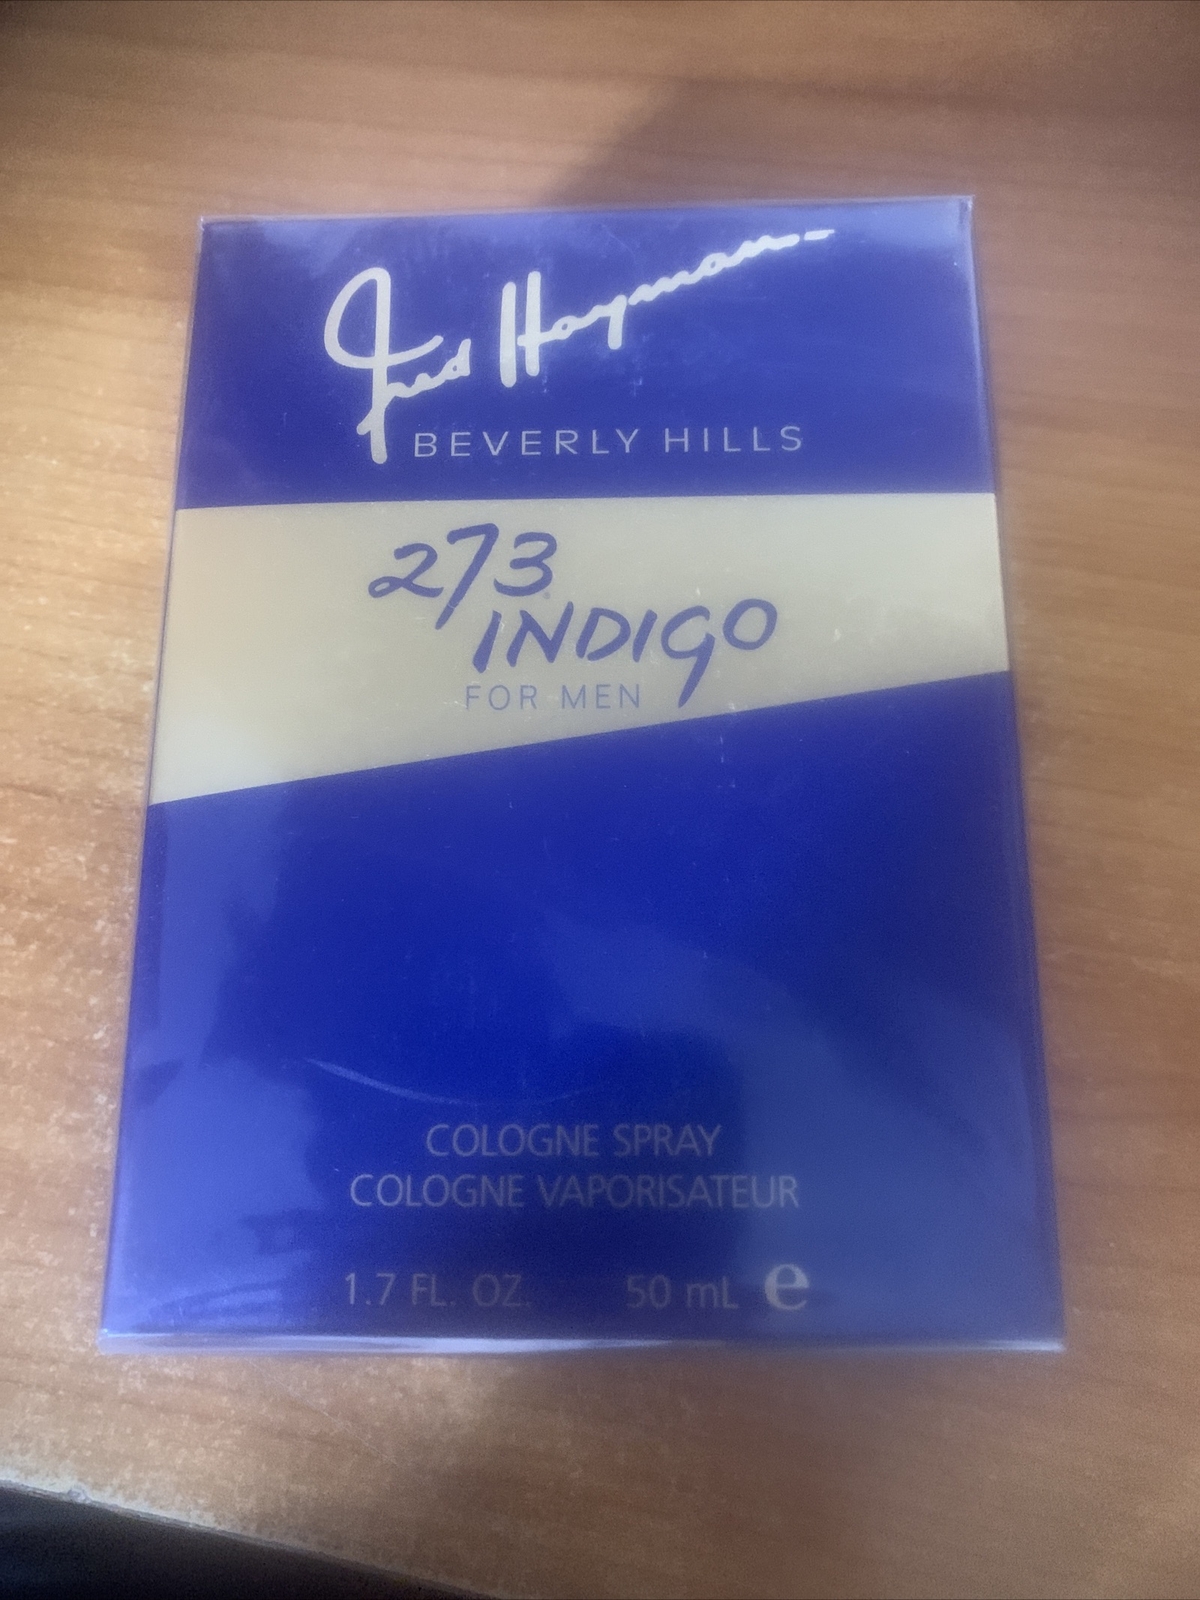 Fred Hayman
BEVERLY HILLS
273
INDIGO
FOR MEN
COLOGNE SPRAY
COLOGNE VAPORISATEUR
1.7 FL. OZ. 50 mL e